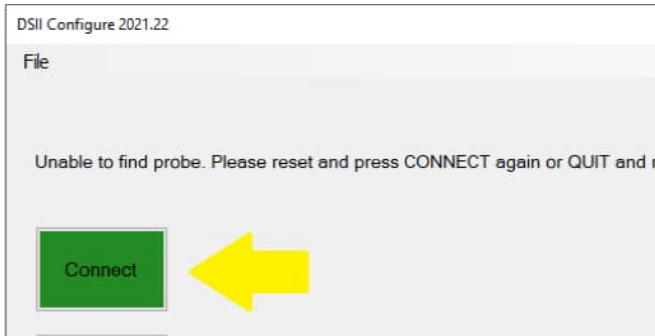 DSII Configure 2021.22
File
Unable to find probe. Please reset and press CONNECT again or QUIT and
Connect